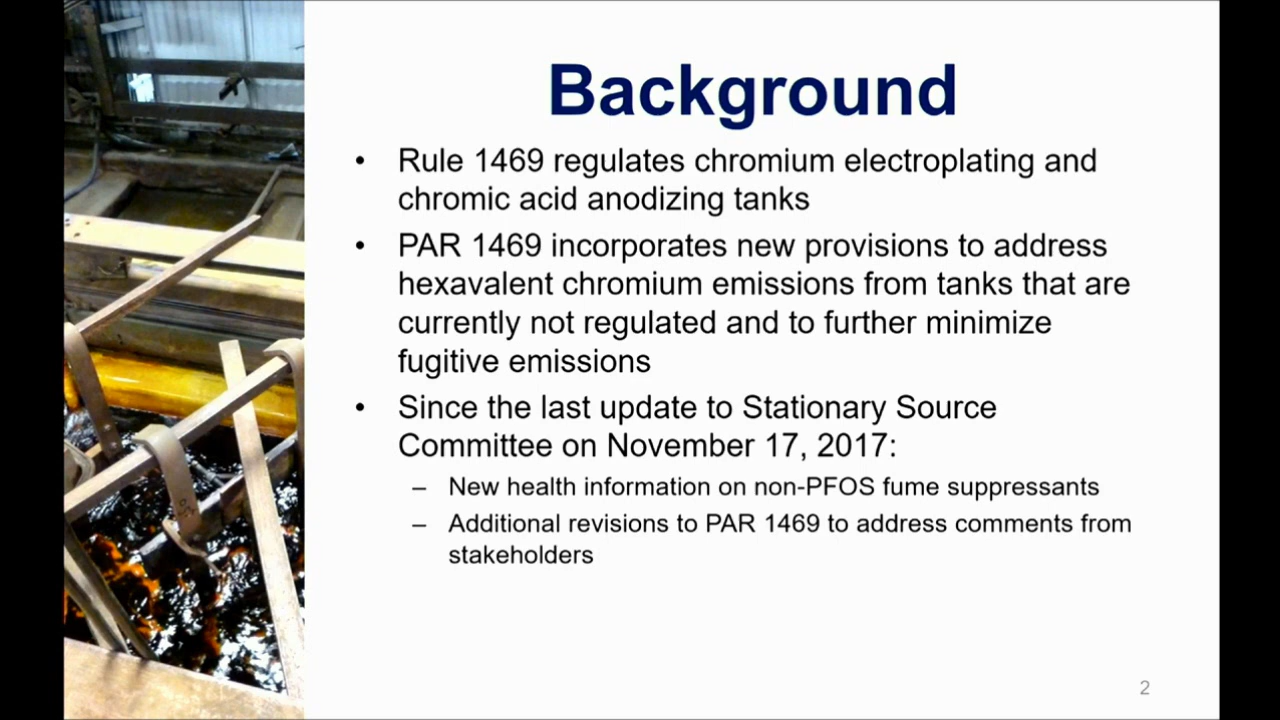 Background
• Rule 1469 regulates chromium electroplating and
chromic acid anodizing tanks
• PAR 1469 incorporates new provisions to address
hexavalent chromium emissions from tanks that are
currently not regulated and to further minimize
fugitive emissions
• Since the last update to Stationary Source
Committee on November 17, 2017:
– New health information on non-PFOS fume suppressants
– Additional revisions to PAR 1469 to address comments from
stakeholders
2